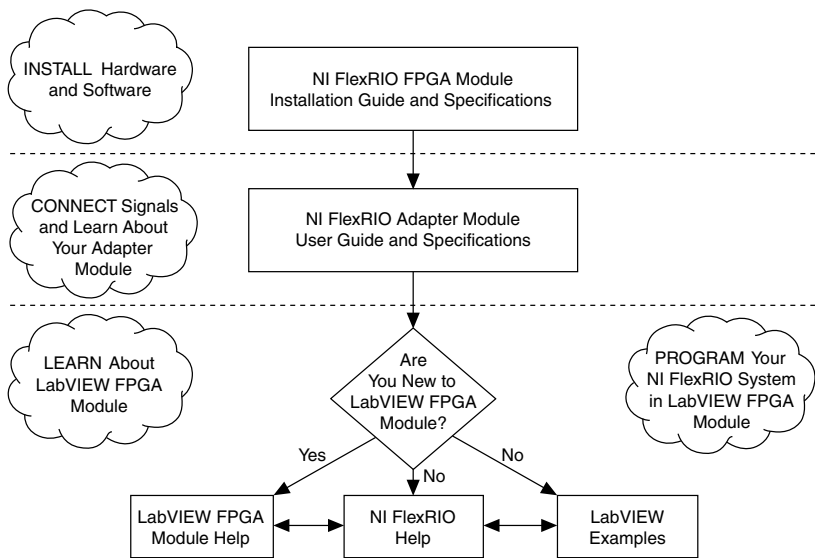 INSTALL Hardware
and Software
NI FlexRIO FPGA Module
Installation Guide and Specifications
CONNECT Signals
and Learn About
Your Adapter
Module
NI FlexRIO Adapter Module
User Guide and Specifications
LEARN About
LabVIEW FPGA
Module
Are
You New to
LabVIEW FPGA
Module?
PROGRAM Your
NI FlexRIO System
in LabVIEW FPGA
Module
Yes
No
No
LabVIEW FPGA
Module Help
NI FlexRIO
Help
LabVIEW
Examples